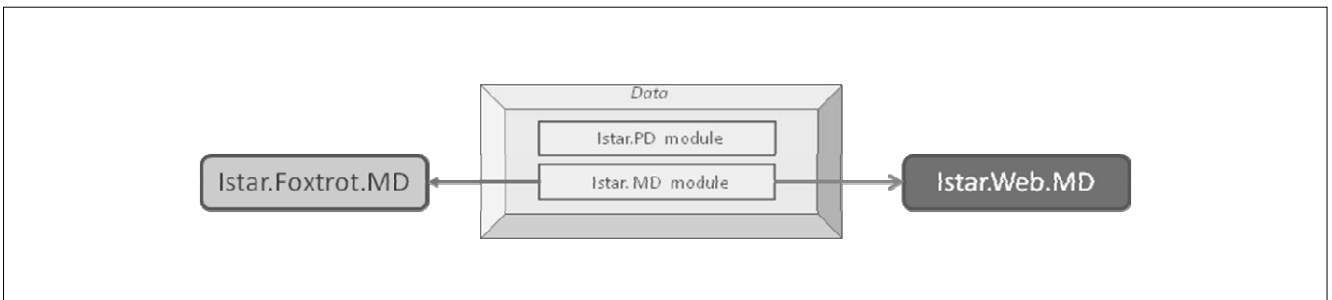 Data
Istar.PD module
Istar.Foxtrot.MD
Istar. MD module
Istar.Web.MD